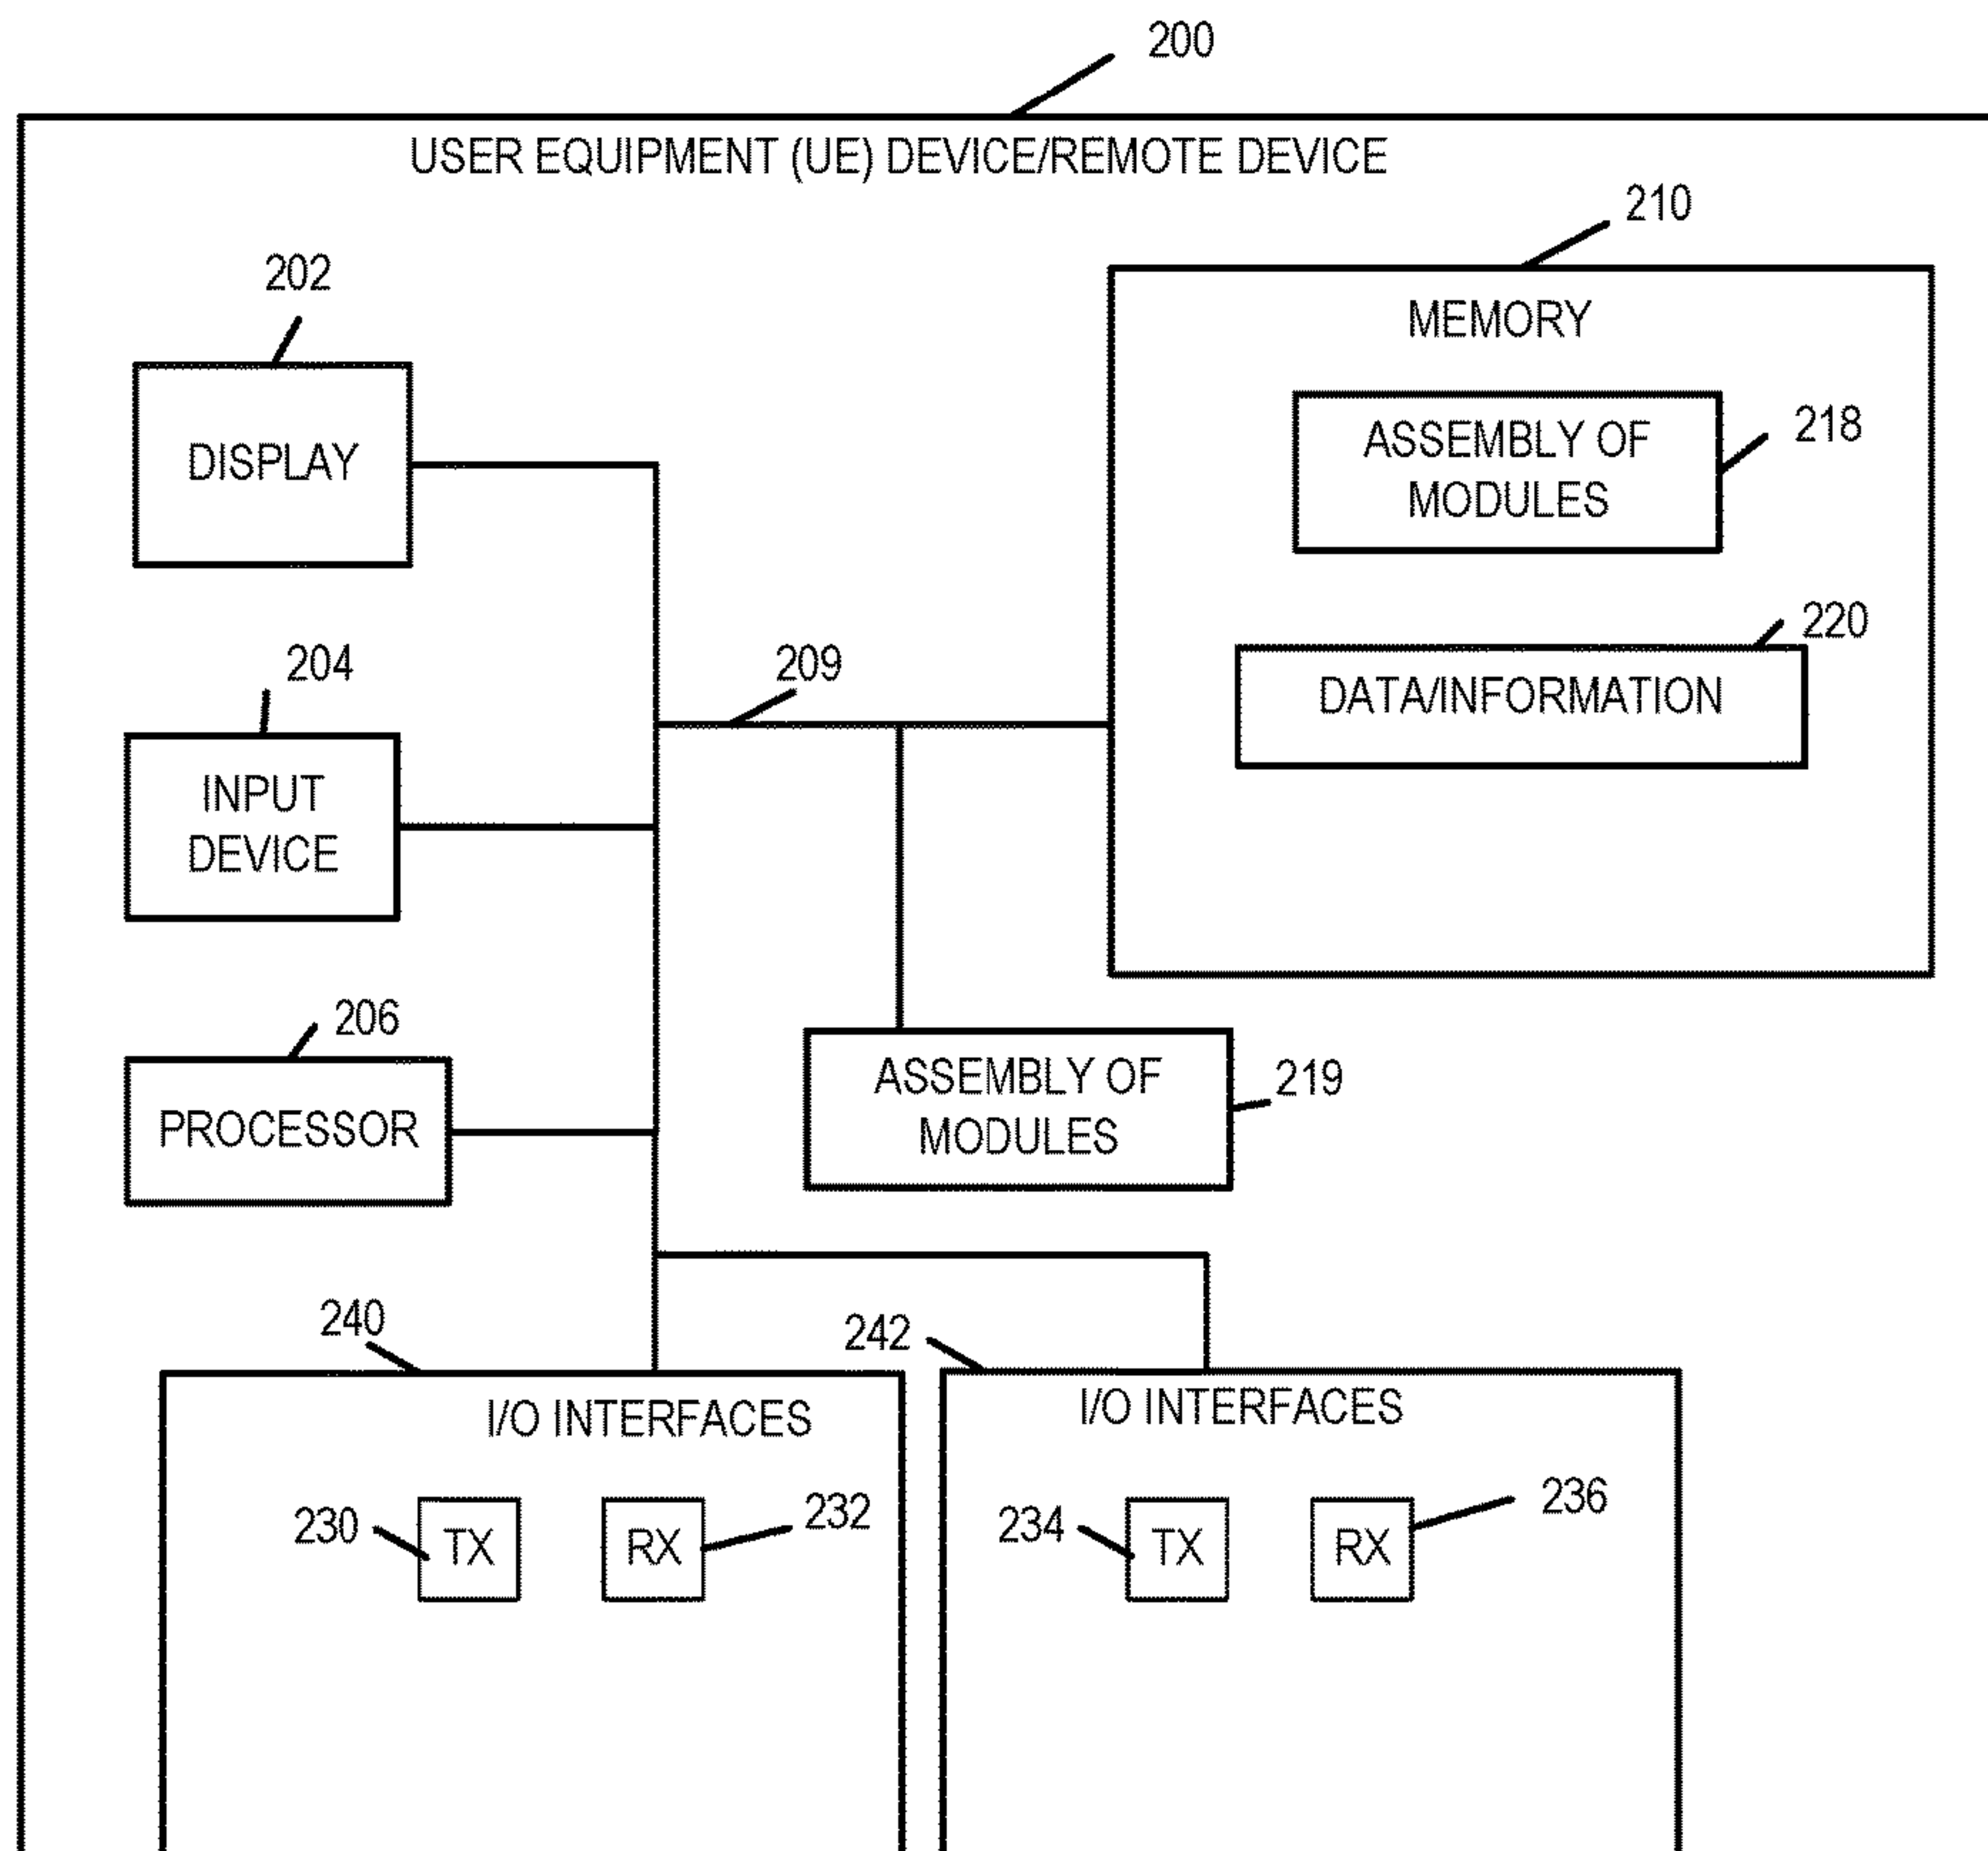 200
USER EQUIPMENT (UE) DEVICE/REMOTE DEVICE
210
202
MEMORY
DISPLAY
ASSEMBLY OF
MODULES
218
204
209
220
DATA/INFORMATION
INPUT
DEVICE
206
PROCESSOR
ASSEMBLY OF
MODULES
219
240
242
I/O INTERFACES
I/O INTERFACES
230
TX
RX
232
234
TX
RX
236